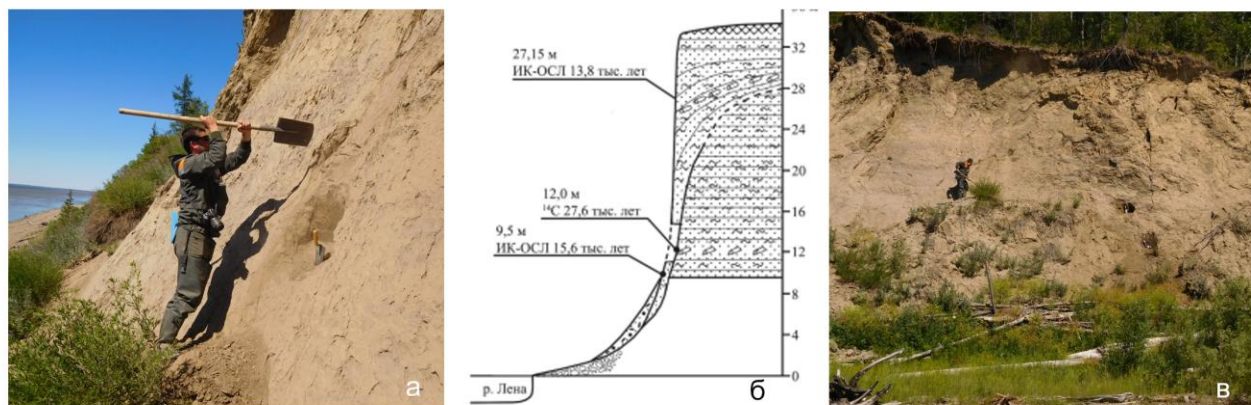 а
27,15 м
ИК-ОСЛ 13,8 тыс. лет
12,0 м
¹⁴C 27,6 тыс. лет
9,5 м
ИК-ОСЛ 15,6 тыс. лет
32
28
24
20
16
12
8
4
0
р. Лена
б
в